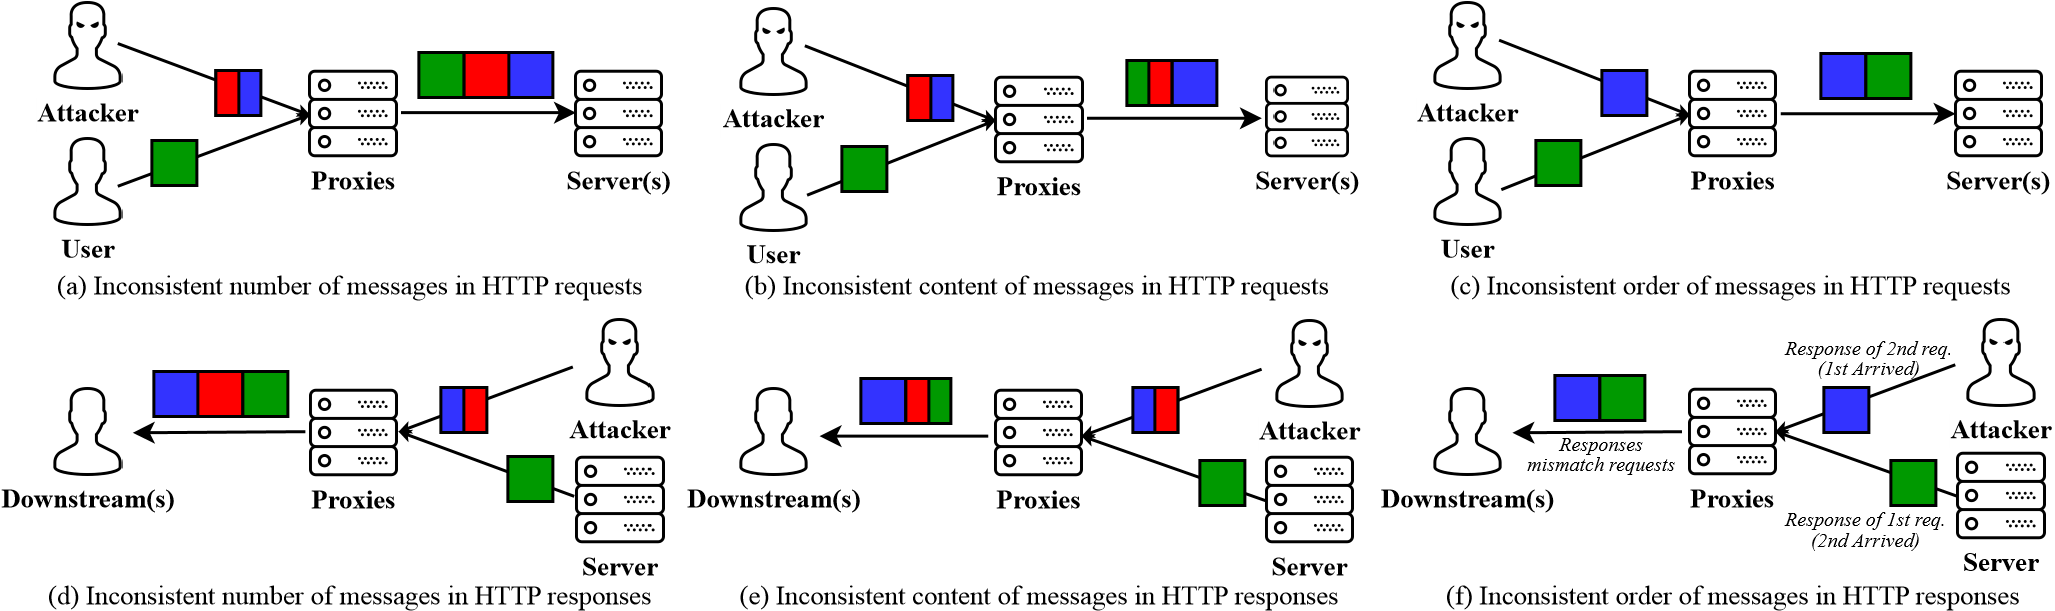 Attacker
User
Proxies
Server(s)
(a) Inconsistent number of messages in HTTP requests
Attacker
User
Proxies
Server(s)
(b) Inconsistent content of messages in HTTP requests
Attacker
User
Proxies
Server(s)
(c) Inconsistent order of messages in HTTP requests
Downstream(s)
Proxies
Attacker
Server
(d) Inconsistent number of messages in HTTP responses
Downstream(s)
Proxies
Attacker
Server
(e) Inconsistent content of messages in HTTP responses
Downstream(s)
Responses
mismatch requests
Proxies
Response of 2nd req.
(1st Arrived)
Attacker
Response of 1st req.
(2nd Arrived)
Server
(f) Inconsistent order of messages in HTTP responses